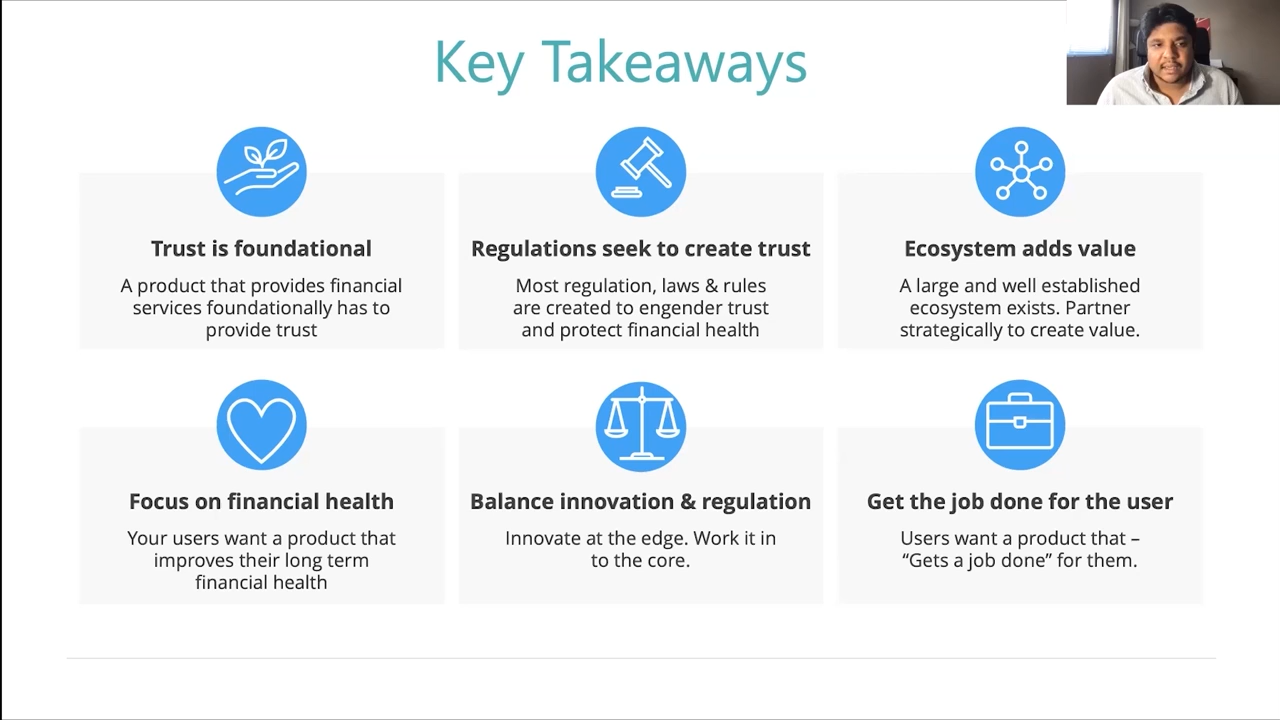 Key Takeaways
Trust is foundational
A product that provides financial
services foundationally has to
provide trust
Regulations seek to create trust
Most regulation, laws & rules
are created to engender trust
and protect financial health
Ecosystem adds value
A large and well established
ecosystem exists. Partner
strategically to create value.
Focus on financial health
Your users want a product that
improves their long term
financial health
Balance innovation & regulation
Innovate at the edge. Work it in
to the core.
Get the job done for the user
Users want a product that –
“Gets a job done” for them.